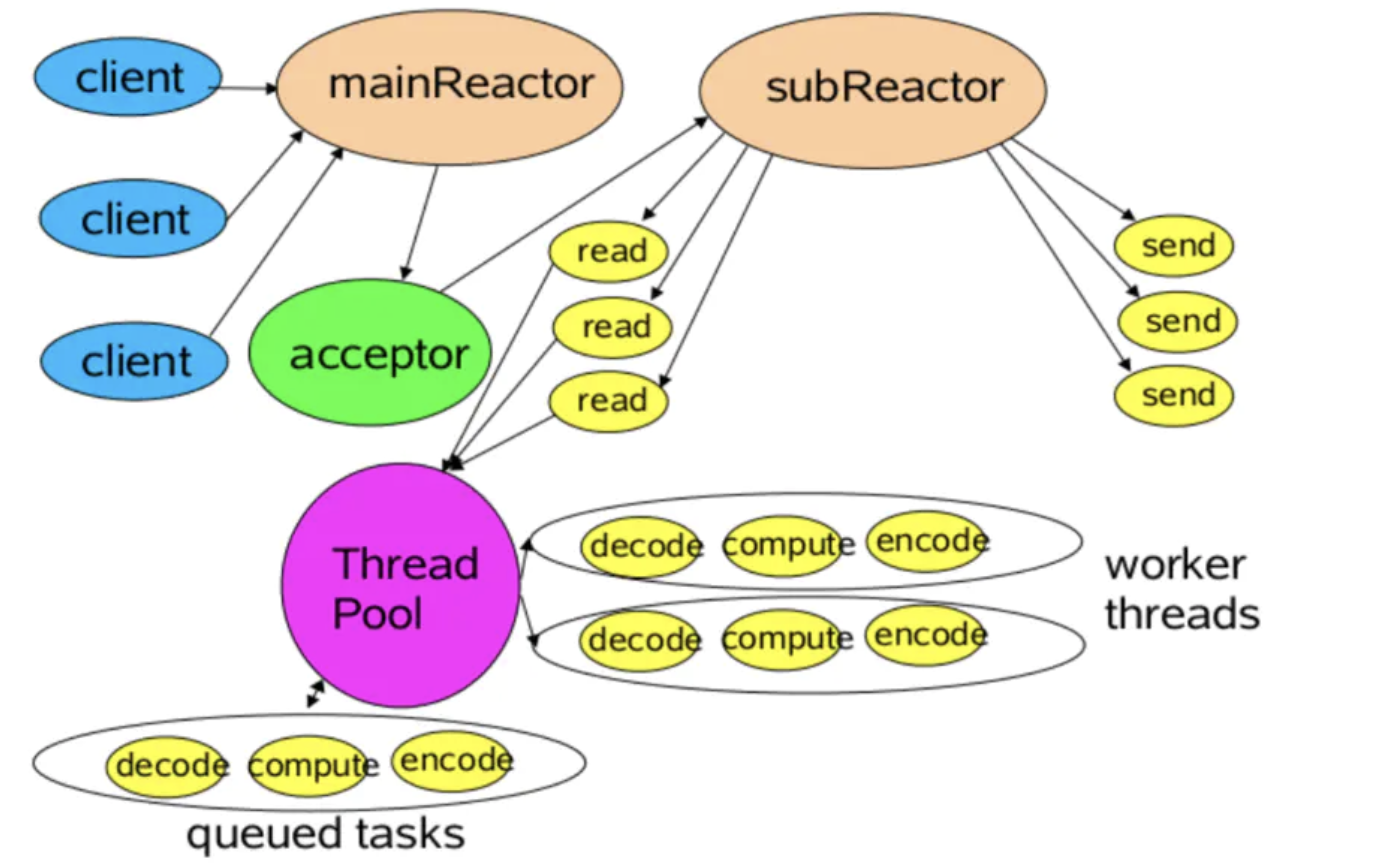 client
mainReactor
subReactor
client
client
acceptor
read
read
read
send
send
send
Thread
Pool
decode compute encode
decode compute encode
worker
threads
decode compute encode
queued tasks